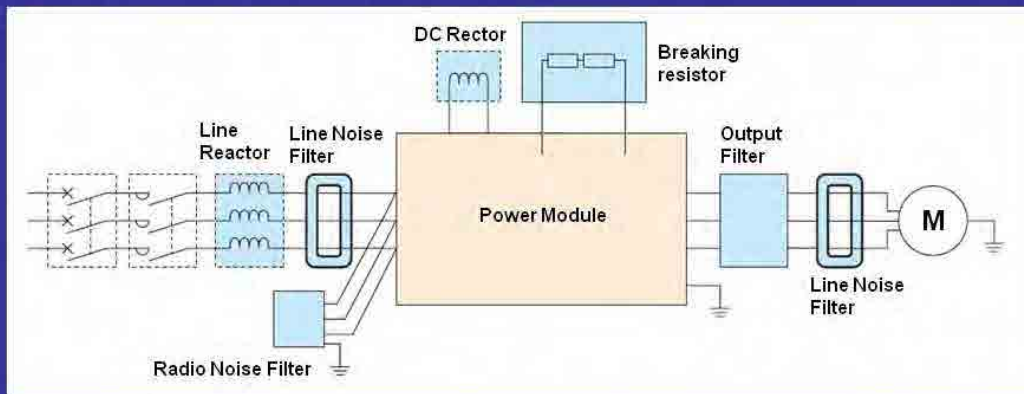 DC Rector
Breaking
resistor
Line
Reactor
Line Noise
Filter
Output
Filter
Power Module
M
Line Noise
Filter
Radio Noise Filter